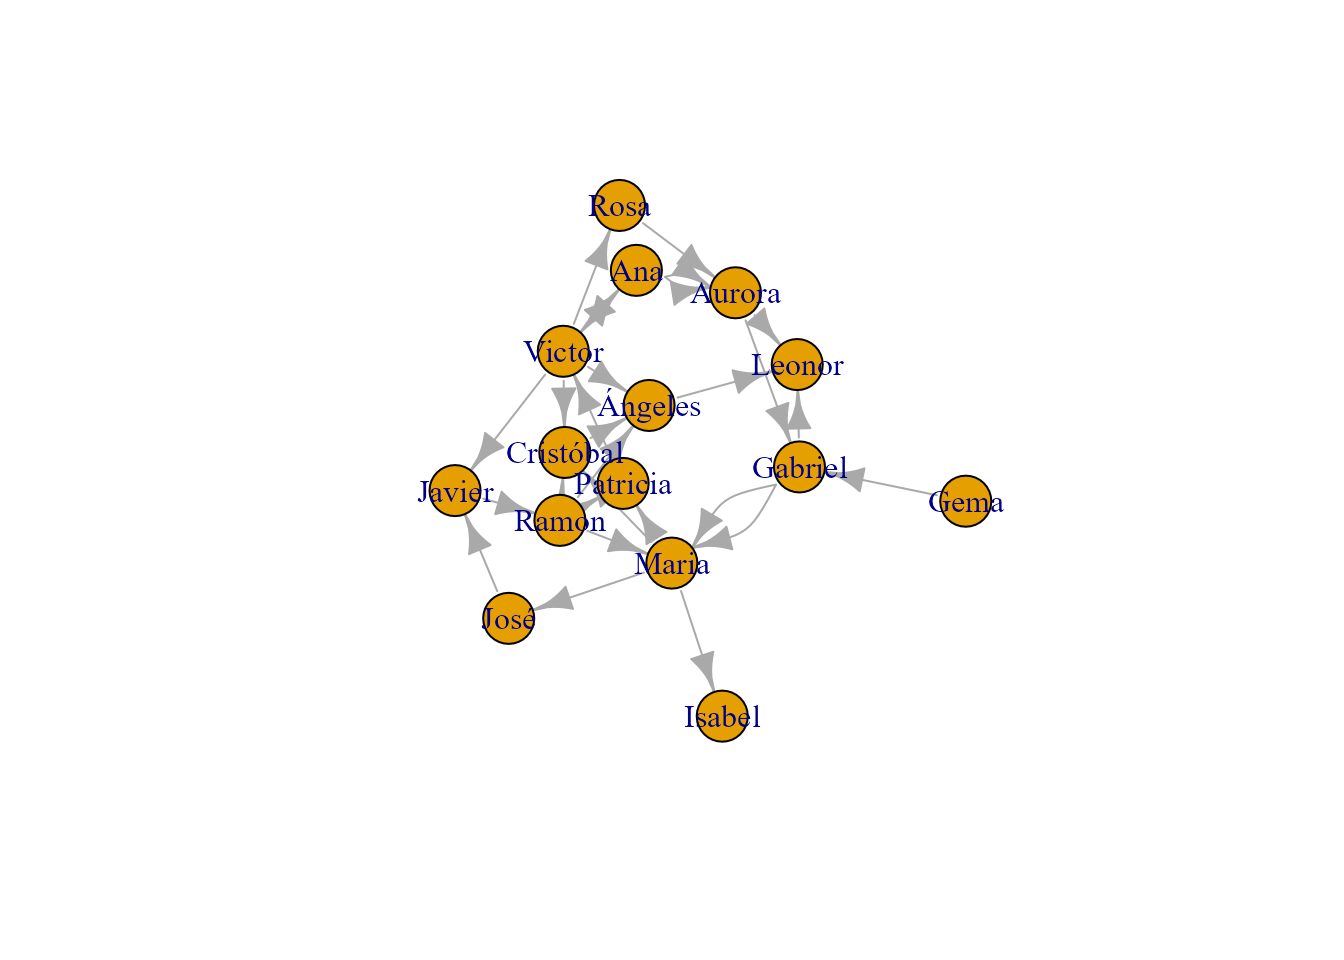 Rosa
Ana
Aurora
Victor
Leonor
Ángeles
Cristóbal
Gabriel
Patricia
Javier
Gema
Ramon
Maria
José
Isabel